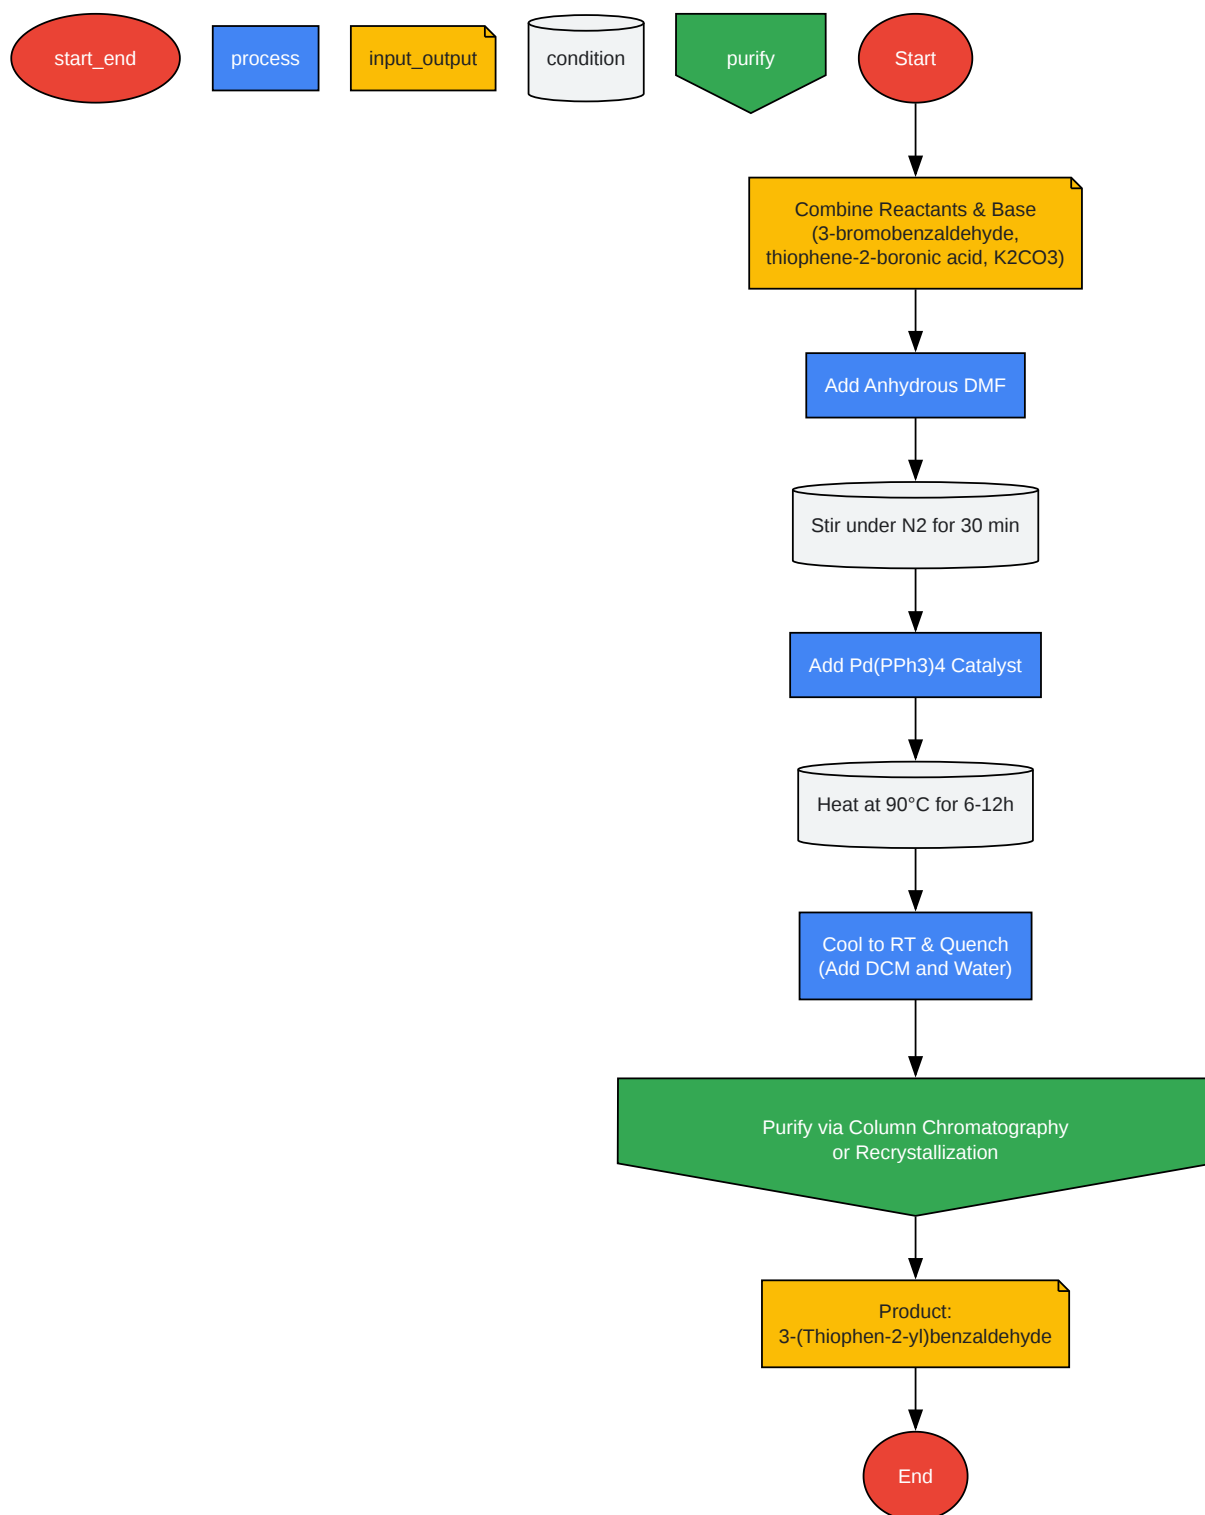 start_end
process
input_output
condition
purify
Start
Combine Reactants & Base
(3-bromobenzaldehyde,
thiophene-2-boronic acid, K2CO3)
Add Anhydrous DMF
Stir under N2 for 30 min
Add Pd(PPh3)4 Catalyst
Heat at 90°C for 6-12h
Cool to RT & Quench
(Add DCM and Water)
Purify via Column Chromatography
or Recrystallization
Product:
3-(Thiophen-2-yl)benzaldehyde
End